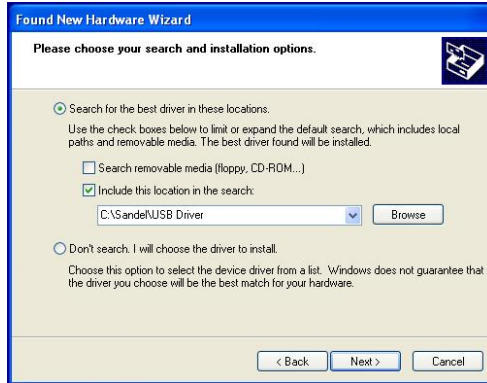 Found New Hardware Wizard
Please choose your search and installation options.
Search for the best driver in these locations.
Use the check boxes below to limit or expand the default search, which includes local
paths and removable media. The best driver found will be installed.
Search removable media (floppy, CD-ROM...)
Include this location in the search:
C:\Sandel\USB Driver
Browse
Don't search. I will choose the driver to install.
Choose this option to select the device driver from a list. Windows does not guarantee that
the driver you choose will be the best match for your hardware.
< Back Next > Cancel